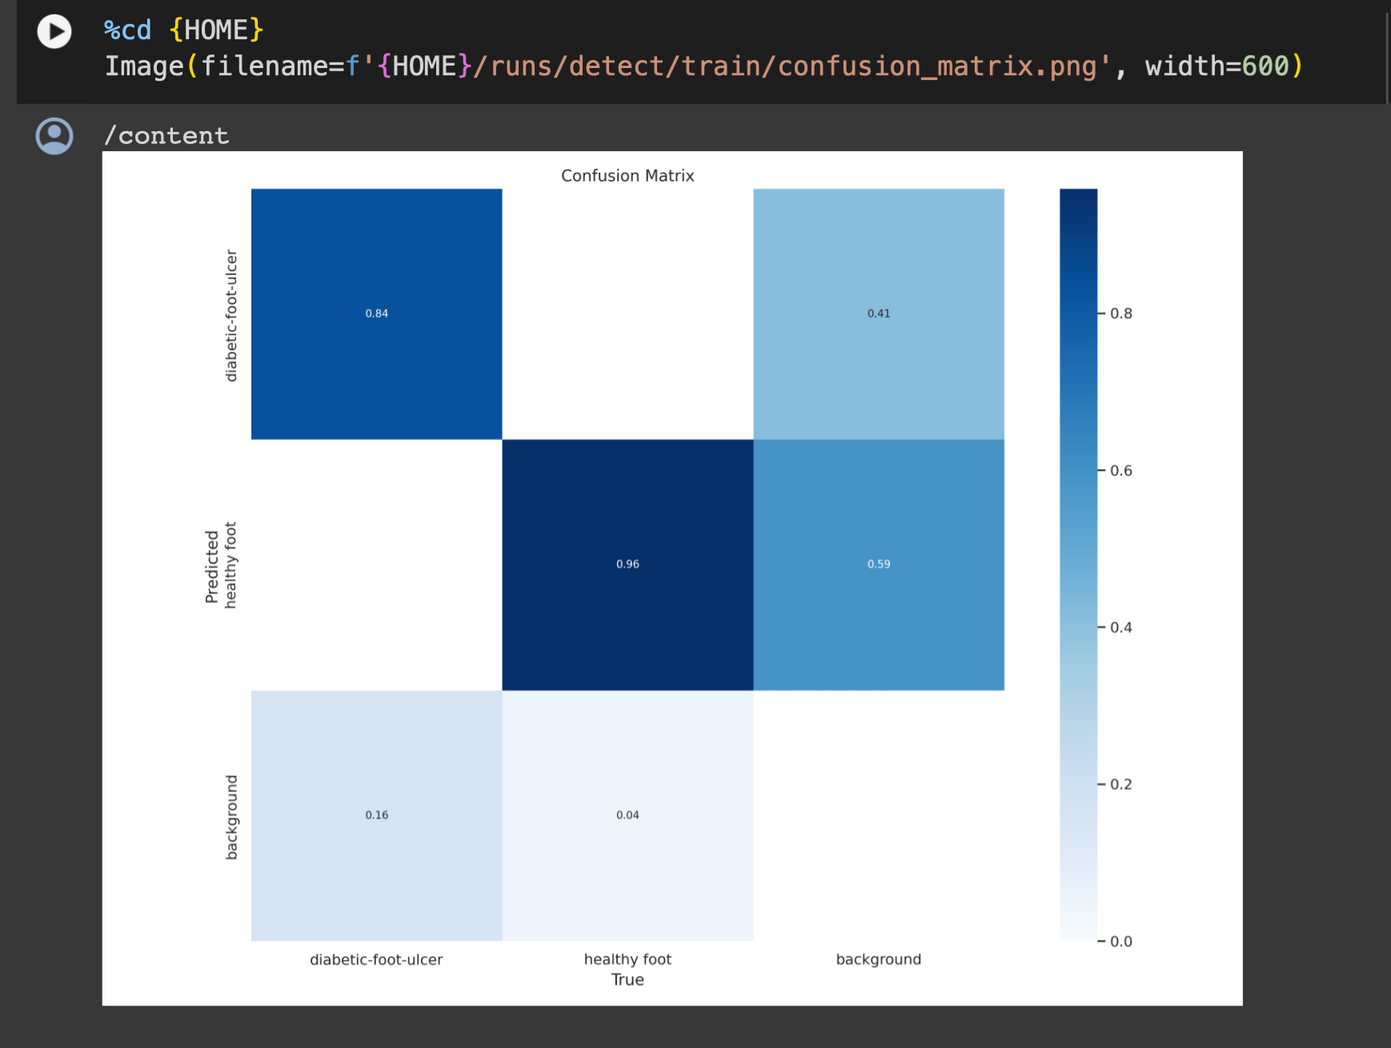 %cd {HOME}
Image(filename=f'{HOME}/runs/detect/train/confusion_matrix.png', width=600)
/content
Confusion Matrix
diabetic-foot-ulcer
0.84
0.41
0.8
0.6
Predicted
healthy foot
0.96
0.59
0.4
background
0.16
0.04
0.2
0.0
diabetic-foot-ulcer healthy foot background
True